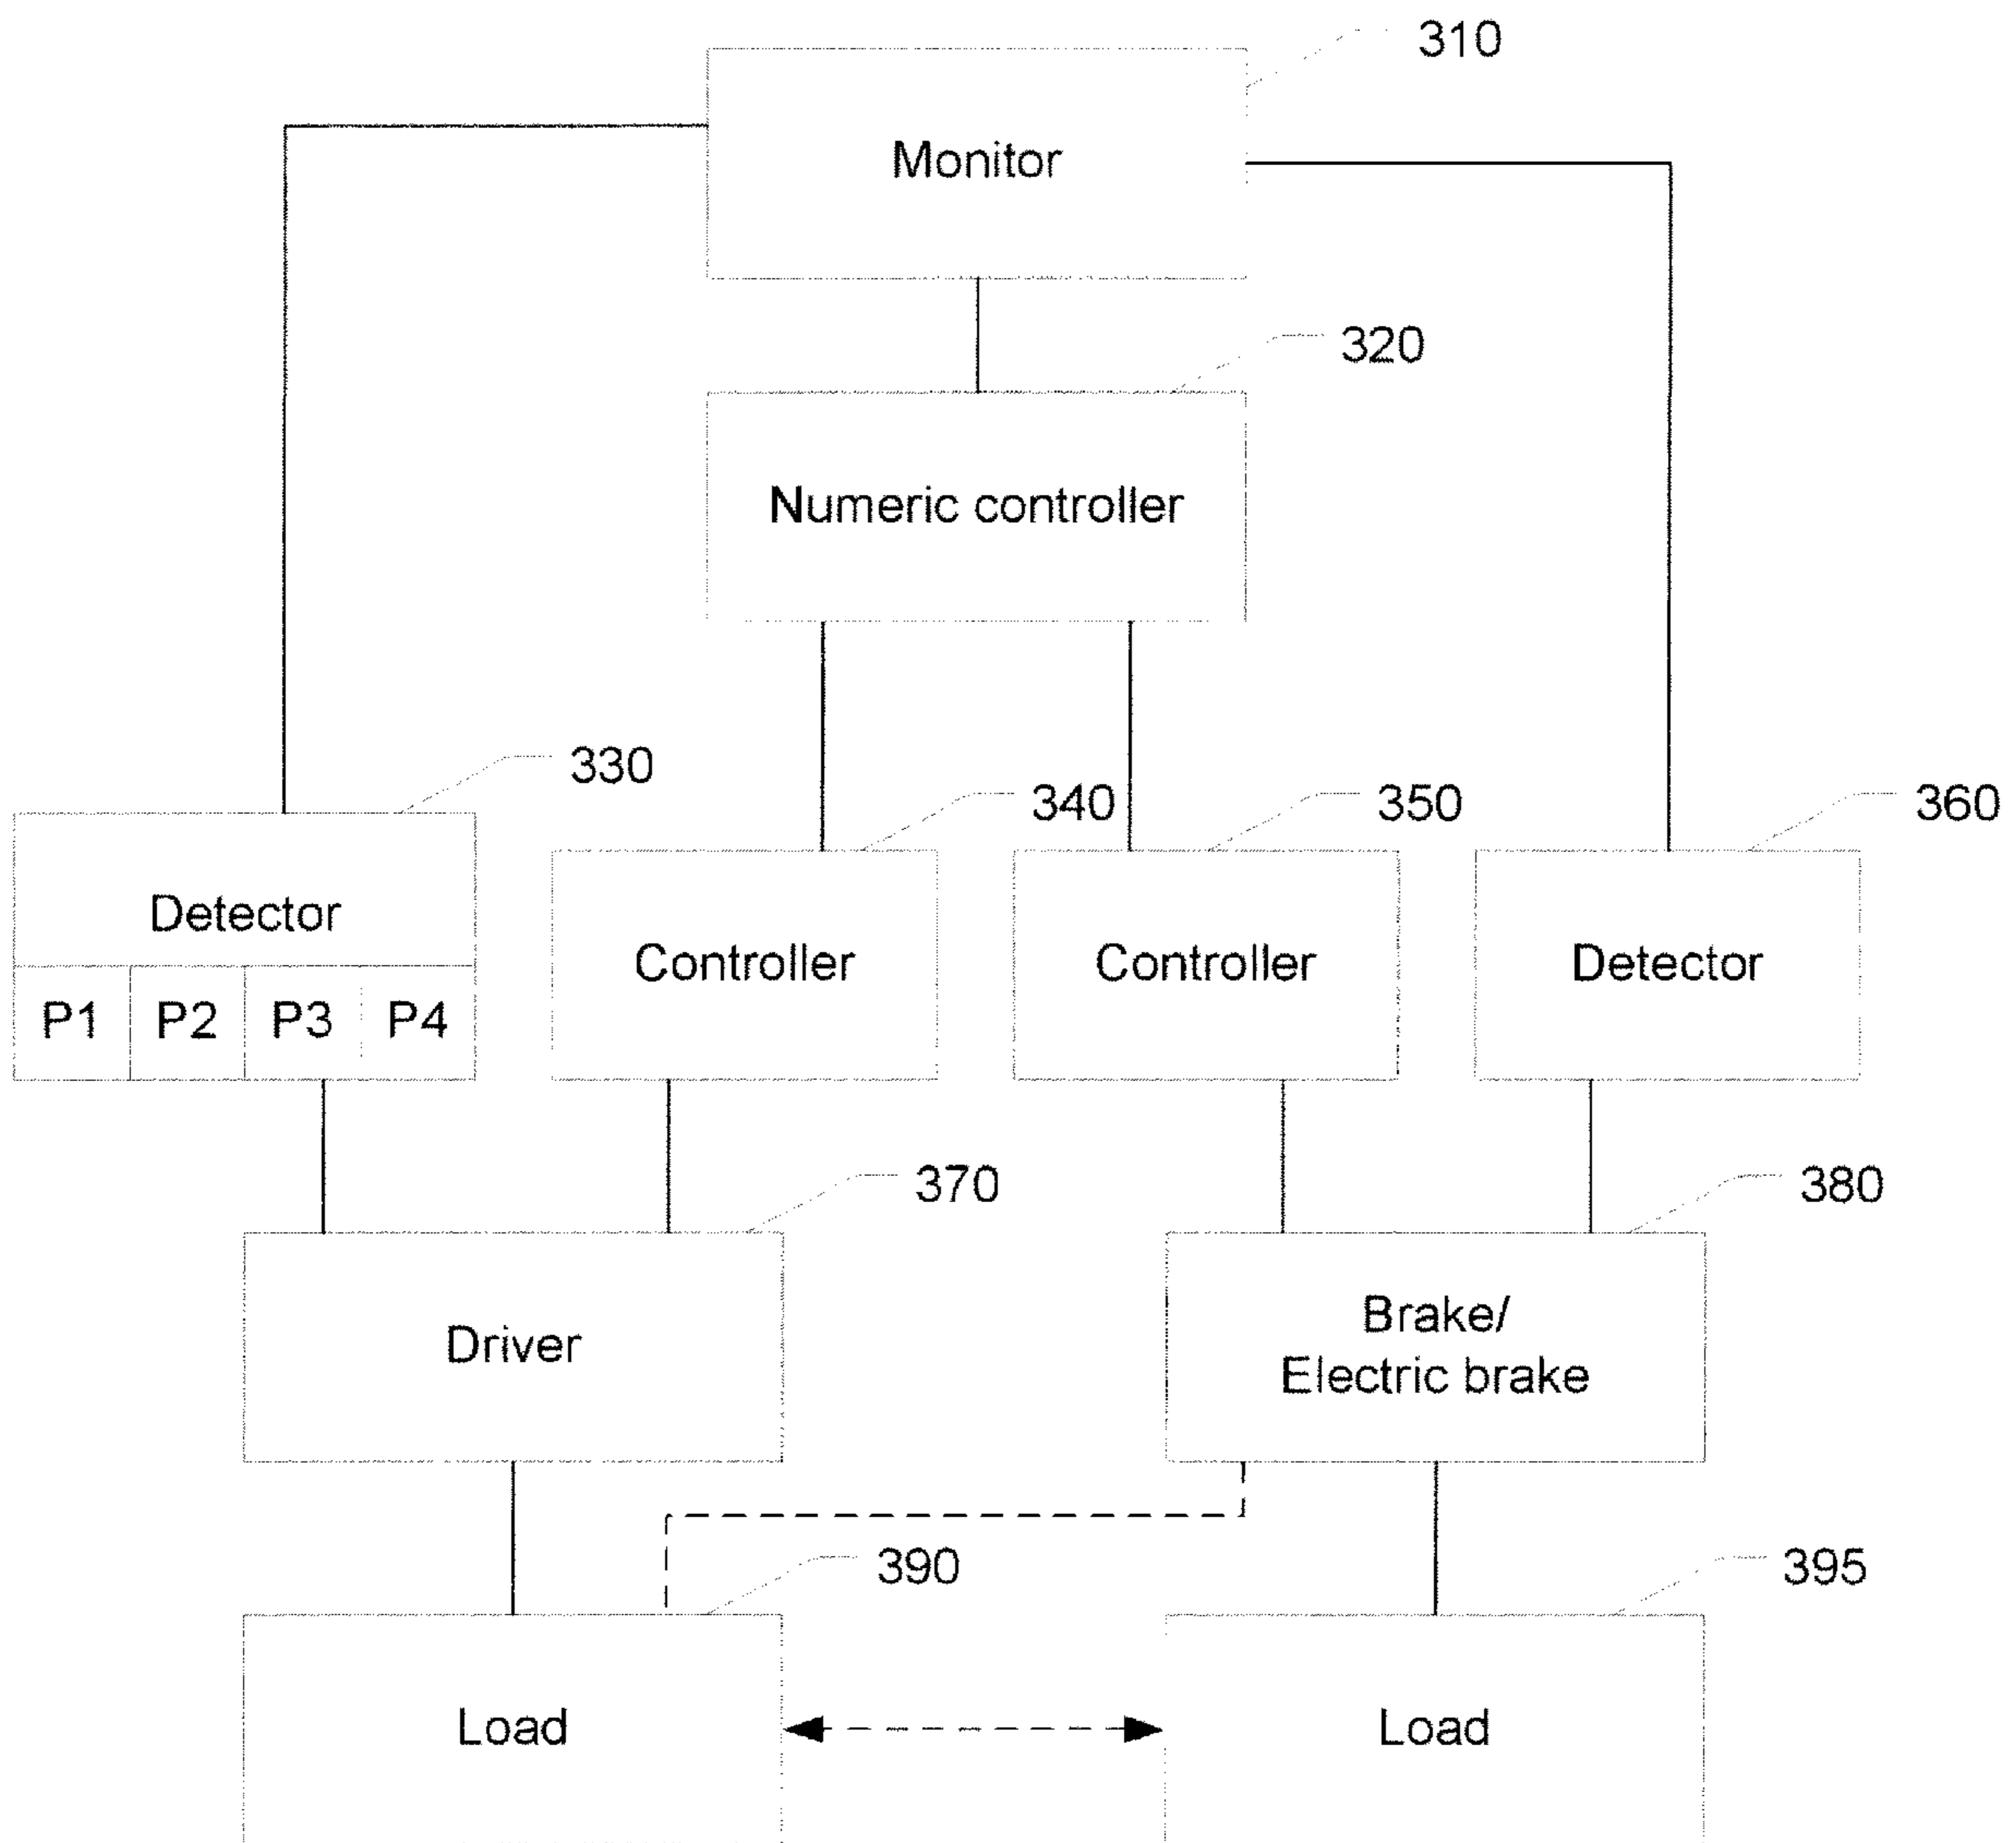 310
Monitor
320
Numeric controller
330
340
350
360
Detector
Controller
Controller
Detector
P1 P2 P3 P4
370
380
Driver
Brake/
Electric brake
390
395
Load
Load